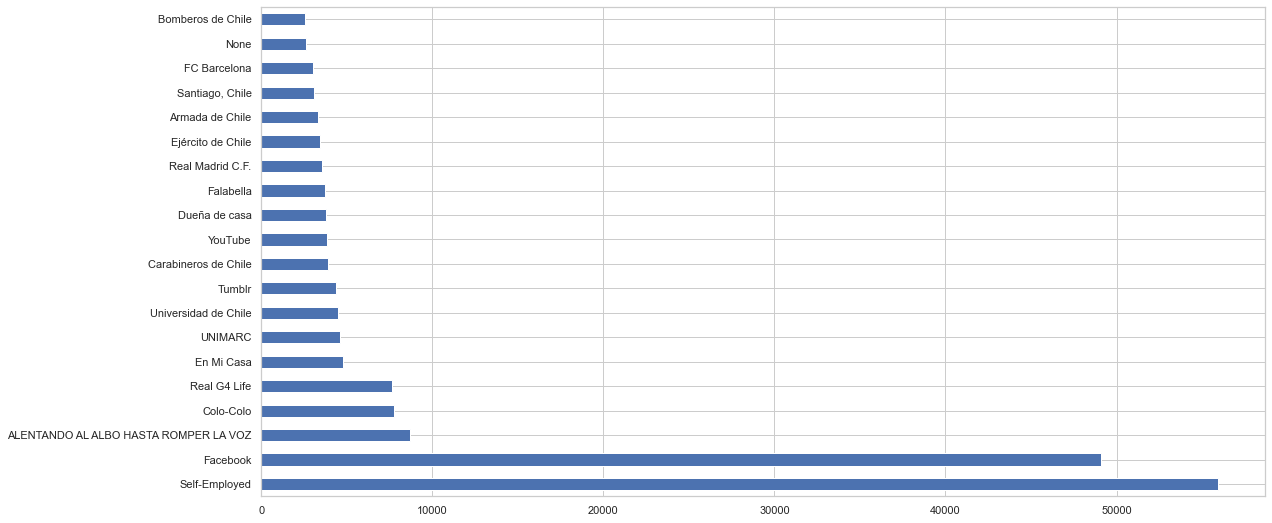 Bomberos de Chile
None
FC Barcelona
Santiago, Chile
Armada de Chile
Ejército de Chile
Real Madrid C.F.
Falabella
Dueña de casa
YouTube
Carabineros de Chile
Tumblr
Universidad de Chile
UNIMARC
En Mi Casa
Real G4 Life
Colo-Colo
ALENTANDO AL ALBO HASTA ROMPER LA VOZ
Facebook
Self-Employed
0 10000 20000 30000 40000 50000